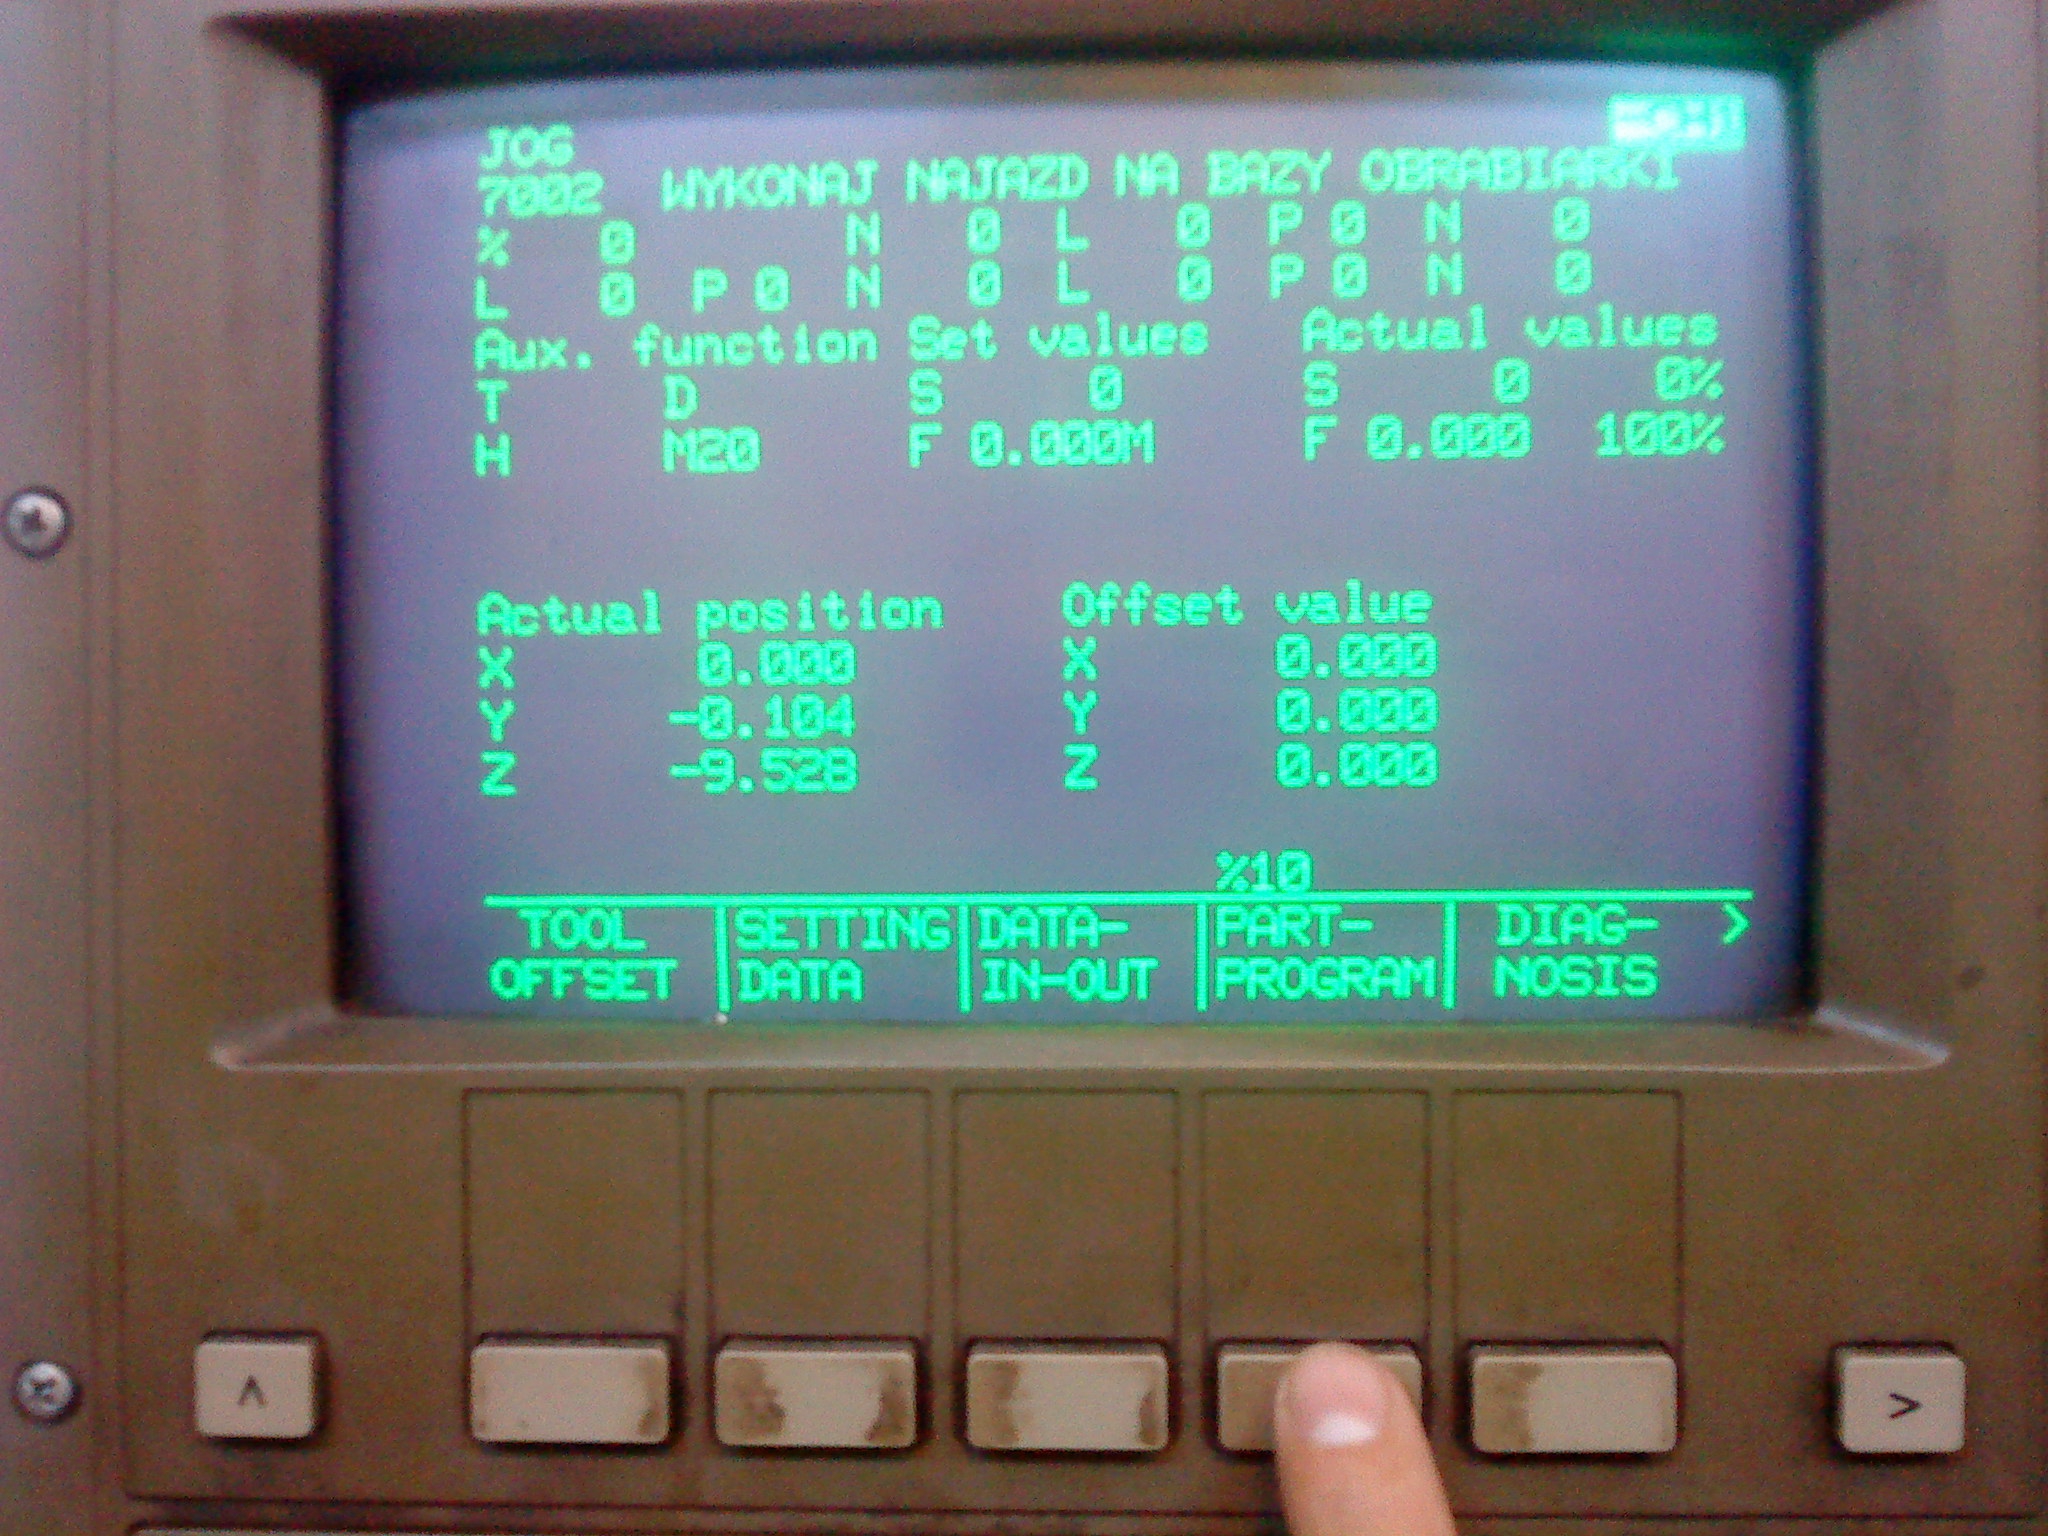 JOG
7002 WYKONAJ NAJAZD NA BAZY OBRABIARKI
% 0 N 0 L 0 P 0 N 0
L 0 P 0 N 0 L 0 P 0 N 0
Aux. function Set values Actual values
T D S 0 S 0 0%
H M20 F 0.000M F 0.000 100%
Actual position Offset value
X 0.000 X 0.000
Y -0.104 Y 0.000
Z -9.528 Z 0.000
%10
TOOL SETTING DATA- PART- DIAG- >
OFFSET DATA IN-OUT PROGRAM NOSIS
^ >